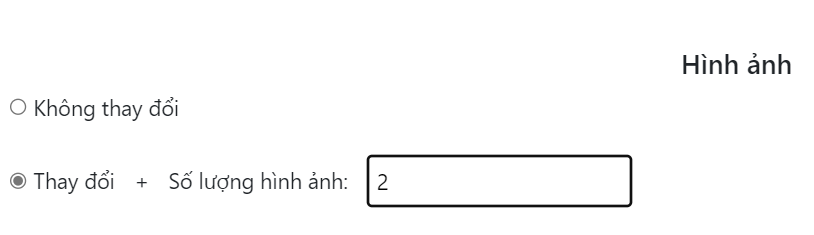 Hình ảnh
Không thay đổi
Thay đổi + Số lượng hình ảnh: 2